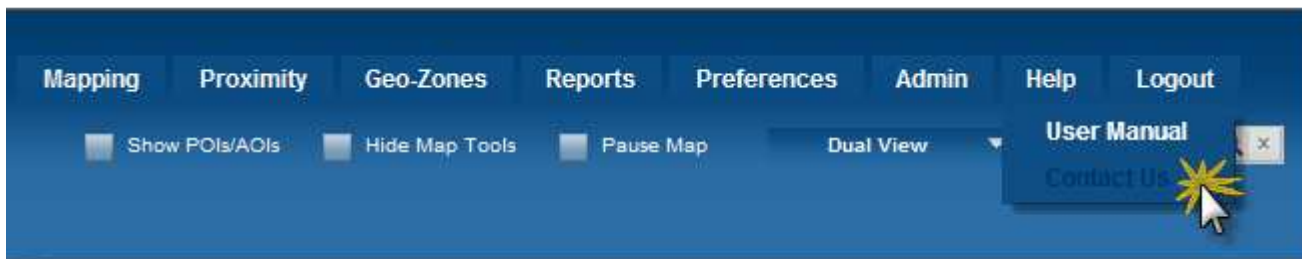 Mapping Proximity Geo-Zones Reports Preferences Admin Help Logout
Show POIs/AOIs Hide Map Tools Pause Map Dual View
User Manual
Contact Us